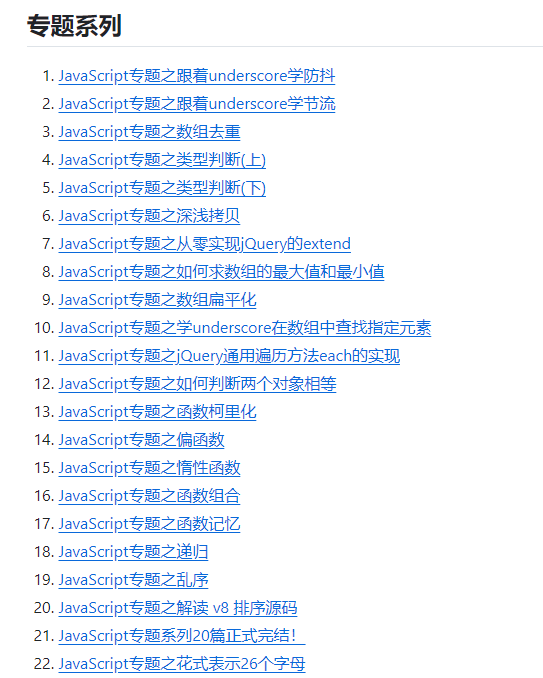 专题系列
1. JavaScript专题之跟着underscore学防抖
2. JavaScript专题之跟着underscore学节流
3. JavaScript专题之数组去重
4. JavaScript专题之类型判断(上)
5. JavaScript专题之类型判断(下)
6. JavaScript专题之深浅拷贝
7. JavaScript专题之从零实现jQuery的extend
8. JavaScript专题之如何求数组的最大值和最小值
9. JavaScript专题之数组扁平化
10. JavaScript专题之学underscore在数组中查找指定元素
11. JavaScript专题之jQuery通用遍历方法each的实现
12. JavaScript专题之如何判断两个对象相等
13. JavaScript专题之函数柯里化
14. JavaScript专题之偏函数
15. JavaScript专题之惰性函数
16. JavaScript专题之函数组合
17. JavaScript专题之函数记忆
18. JavaScript专题之递归
19. JavaScript专题之乱序
20. JavaScript专题之解读 v8 排序源码
21. JavaScript专题系列20篇正式完结！
22. JavaScript专题之花式表示26个字母